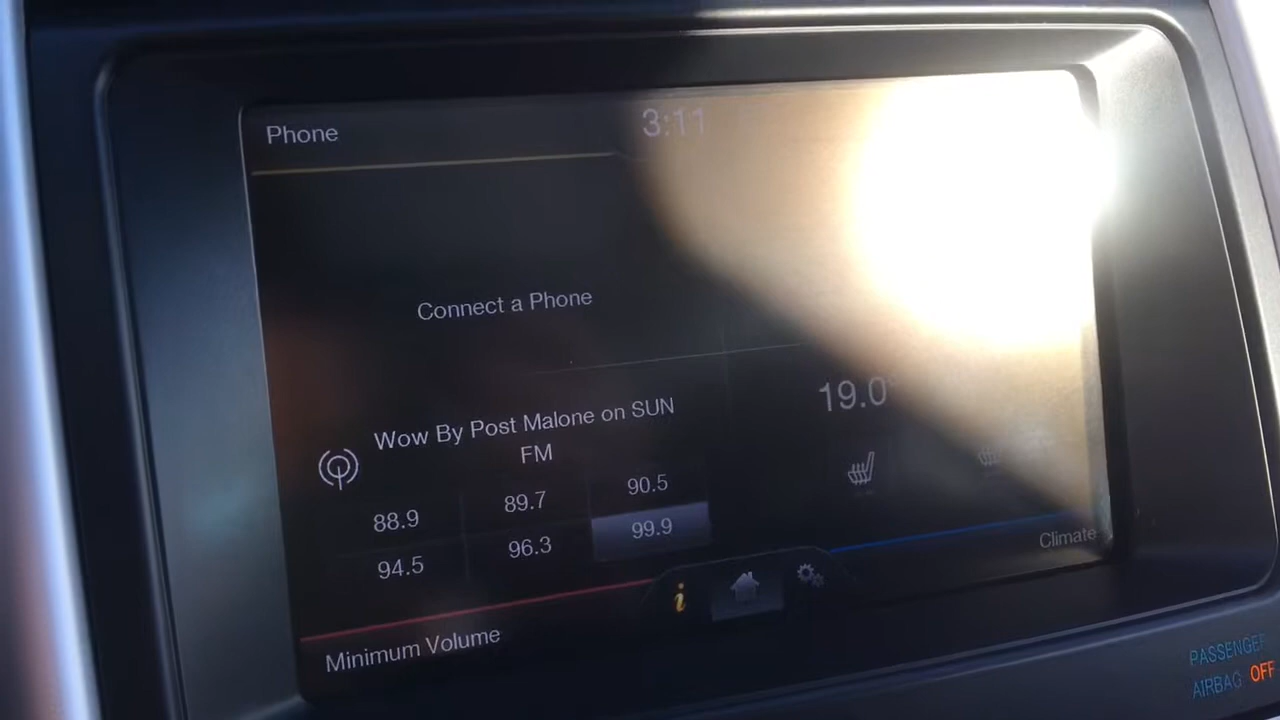 Phone
3:11
Connect a Phone
19.0°
Wow By Post Malone on SUN
FM
88.9 89.7 90.5
94.5 96.3 99.9
i
Climate
Minimum Volume
PASSENGER
AIRBAG OFF